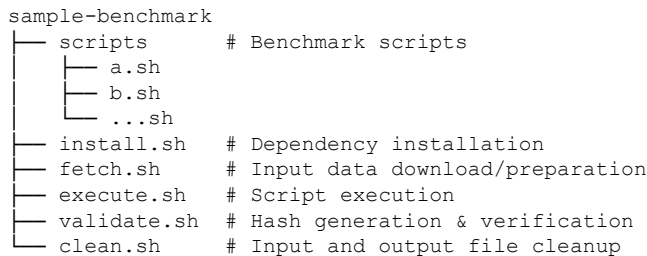 sample-benchmark
├── scripts # Benchmark scripts
│   ├── a.sh
│   ├── b.sh
│   └── ...sh
├── install.sh # Dependency installation
├── fetch.sh # Input data download/preparation
├── execute.sh # Script execution
├── validate.sh # Hash generation & verification
└── clean.sh # Input and output file cleanup